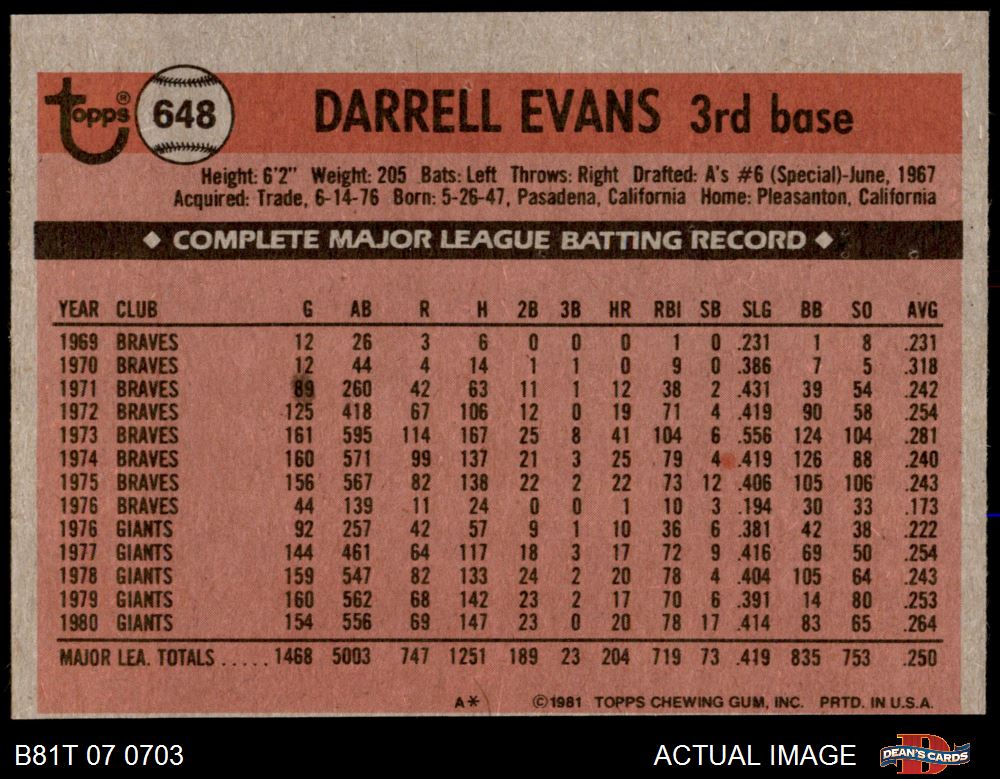 Topps® 648 DARRELL EVANS 3rd base
Height: 6'2" Weight: 205 Bats: Left Throws: Right Drafted: A's #6 (Special)-June, 1967
Acquired: Trade, 6-14-76 Born: 5-26-47, Pasadena, California Home: Pleasanton, California
◆ COMPLETE MAJOR LEAGUE BATTING RECORD ◆
YEAR CLUB G AB R H 2B 3B HR RBI SB SLG BB SO AVG
1969 BRAVES 12 26 3 6 0 0 0 1 0 .231 1 8 .231
1970 BRAVES 12 44 4 14 1 1 0 9 0 .386 7 5 .318
1971 BRAVES 89 260 42 63 11 1 12 38 2 .431 39 54 .242
1972 BRAVES 125 418 67 106 12 0 19 71 4 .419 90 58 .254
1973 BRAVES 161 595 114 167 25 8 41 104 6 .556 124 104 .281
1974 BRAVES 160 571 99 137 21 3 25 79 4 .419 126 88 .240
1975 BRAVES 156 567 82 138 22 2 22 73 12 .406 105 106 .243
1976 BRAVES 44 139 11 24 0 0 1 10 3 .194 30 33 .173
1976 GIANTS 92 257 42 57 9 1 10 36 6 .381 42 38 .222
1977 GIANTS 144 461 64 117 18 3 17 72 9 .416 69 50 .254
1978 GIANTS 159 547 82 133 24 2 20 78 4 .404 105 64 .243
1979 GIANTS 160 562 68 142 23 2 17 70 6 .391 14 80 .253
1980 GIANTS 154 556 69 147 23 0 20 78 17 .414 83 65 .264
MAJOR LEA. TOTALS ..... 1468 5003 747 1251 189 23 204 719 73 .419 835 753 .250
A* ©1981 TOPPS CHEWING GUM, INC. PRTD. IN U.S.A.
B81T 07 0703 ACTUAL IMAGE DEAN'S CARDS